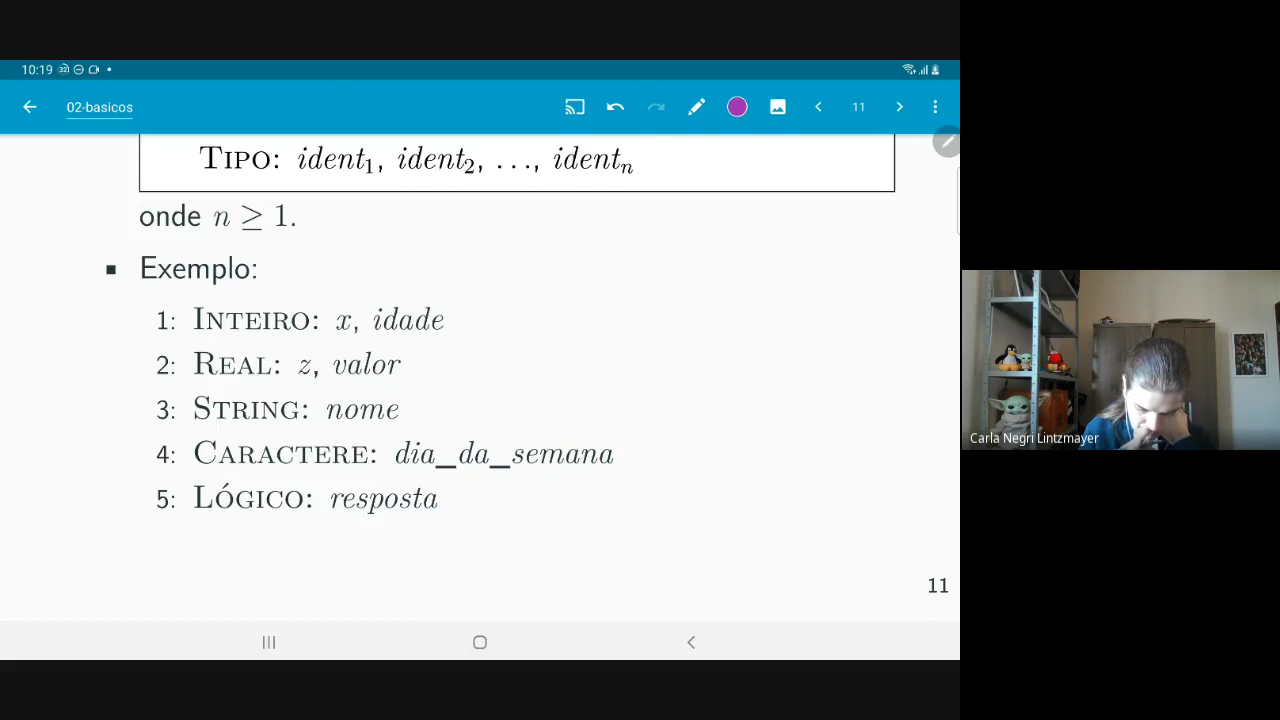 10:19
02-basicos
11
TIPO: ident₁, ident₂, ..., identₙ
onde n ≥ 1.
▪ Exemplo:
1: INTEIRO: x, idade
2: REAL: z, valor
3: STRING: nome
4: CARACTERE: dia_da_semana
5: LÓGICO: resposta
11
Carla Negri Lintzmayer